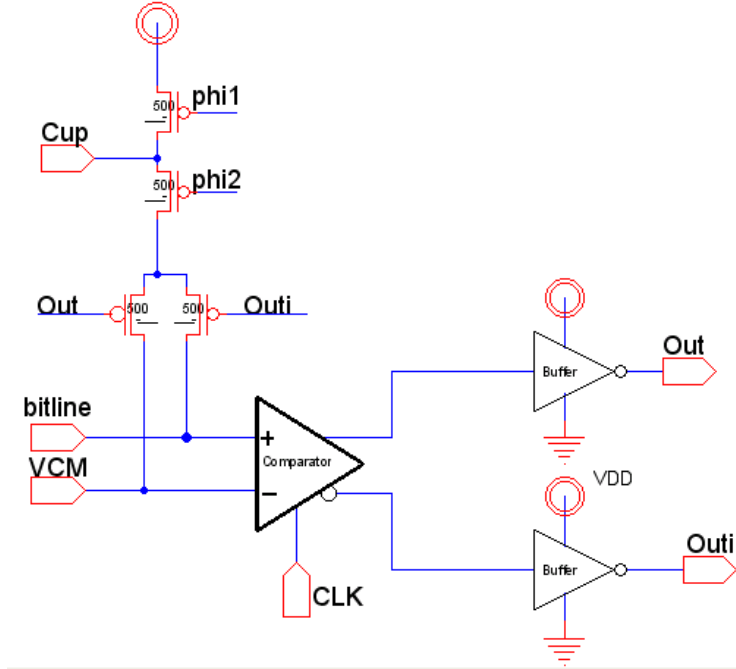 phi1
500
Cup
phi2
500
Out
500
500
Outi
Buffer
Out
bitline
+
Comparator
VCM
−
VDD
Buffer
Outi
CLK